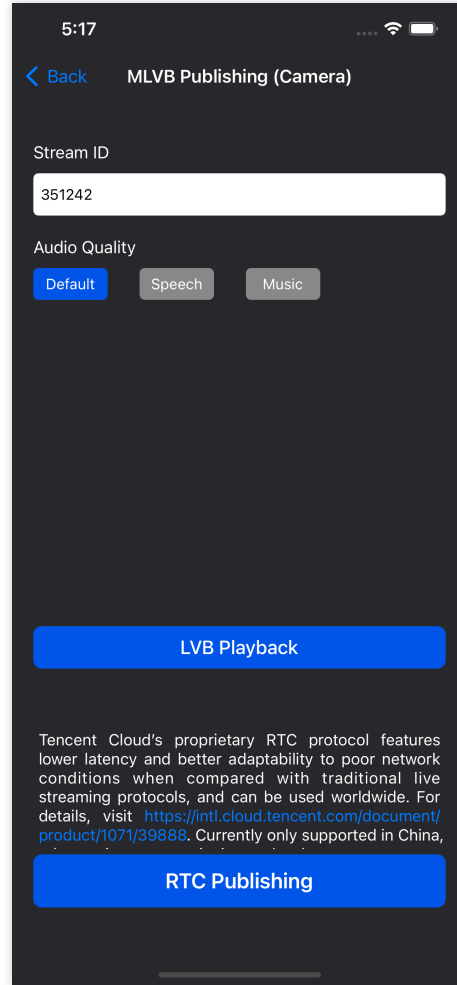 5:17
Back
MLVB Publishing (Camera)
Stream ID
351242
Audio Quality
Default Speech Music
LVB Playback
Tencent Cloud’s proprietary RTC protocol features
lower latency and better adaptability to poor network
conditions when compared with traditional live
streaming protocols, and can be used worldwide. For
details, visit https://intl.cloud.tencent.com/document/
product/1071/39888. Currently only supported in China,
RTC Publishing